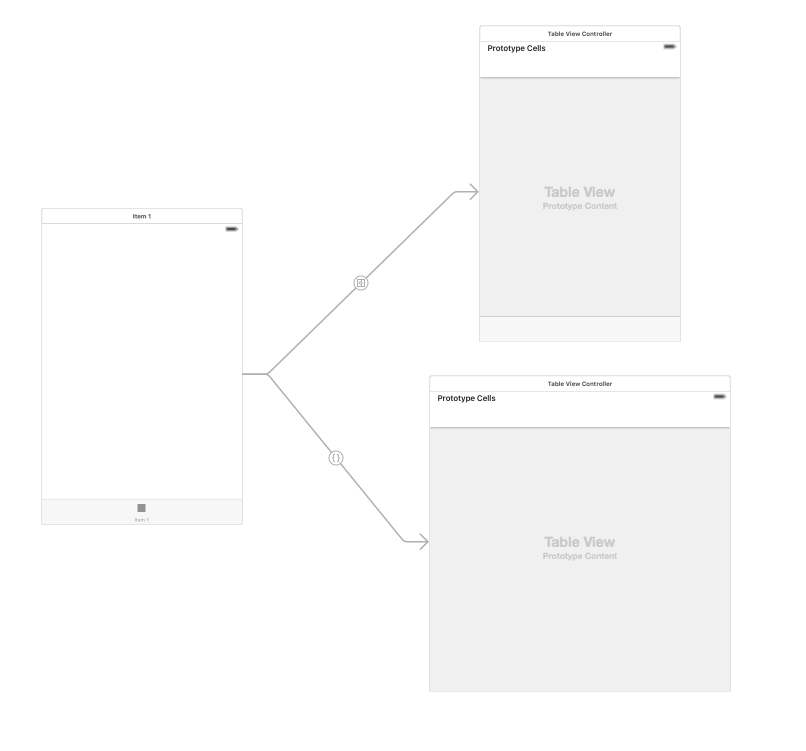 Table View Controller
Prototype Cells
Table View
Prototype Content
Item 1
Item 1
Table View Controller
Prototype Cells
Table View
Prototype Content